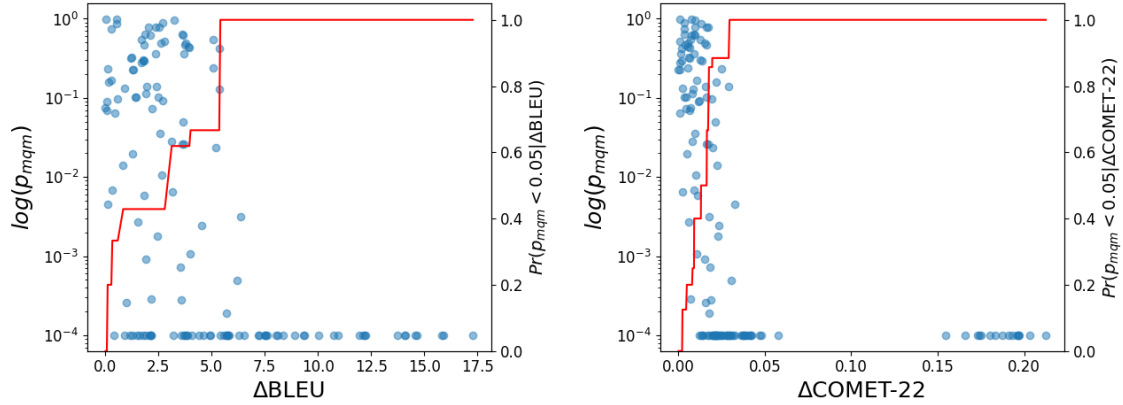 10⁰
10⁻¹
10⁻²
10⁻³
10⁻⁴
log(p_mqm)
0.0 2.5 5.0 7.5 10.0 12.5 15.0 17.5
ΔBLEU
1.0
0.8
0.6
0.4
0.2
0.0
Pr(p_mqm < 0.05|ΔBLEU)
10⁰
10⁻¹
10⁻²
10⁻³
10⁻⁴
log(p_mqm)
0.00 0.05 0.10 0.15 0.20
ΔCOMET-22
1.0
0.8
0.6
0.4
0.2
0.0
Pr(p_mqm < 0.05|ΔCOMET-22)